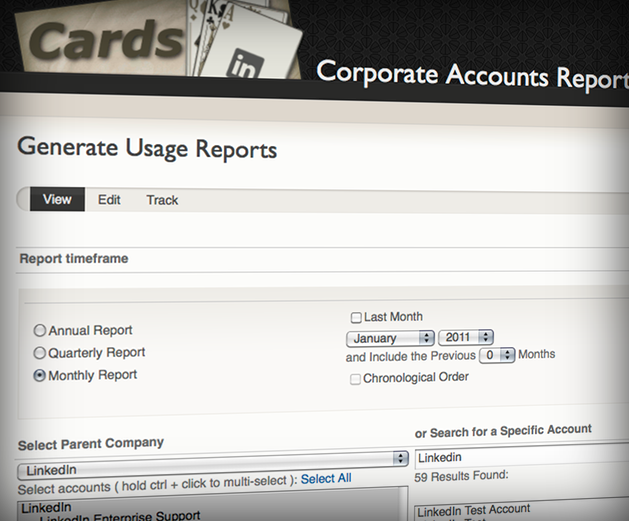 Cards
in
Corporate Accounts Report
Generate Usage Reports
View Edit Track
Report timeframe
Annual Report
Quarterly Report
Monthly Report
Last Month
January 2011
and Include the Previous 0 Months
Chronological Order
Select Parent Company
LinkedIn
Select accounts ( hold ctrl + click to multi-select ): Select All
LinkedIn
LinkedIn Enterprise Support
or Search for a Specific Account
Linkedin
59 Results Found:
LinkedIn Test Account